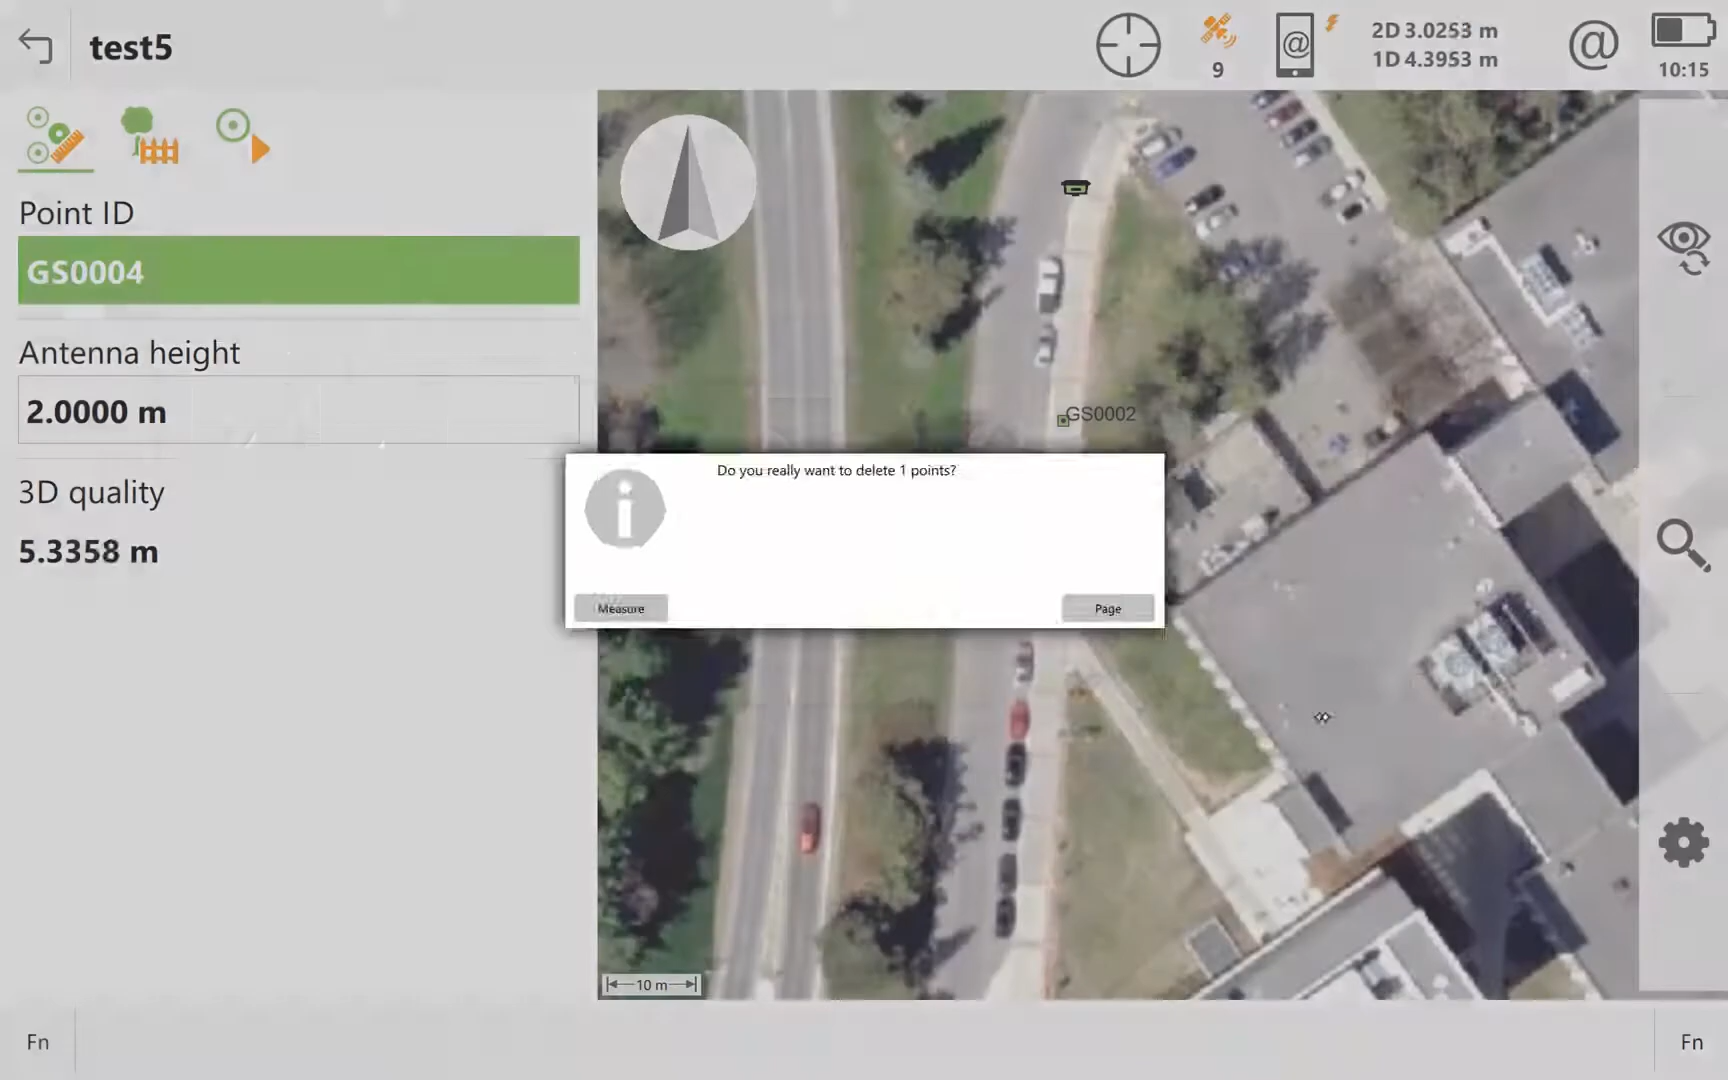 test5
9
@
2D 3.0253 m
1D 4.3953 m
@
10:15
Point ID
GS0004
Antenna height
2.0000 m
3D quality
5.3358 m
GS0002
Do you really want to delete 1 points?
Measure
Page
10 m
Fn
Fn